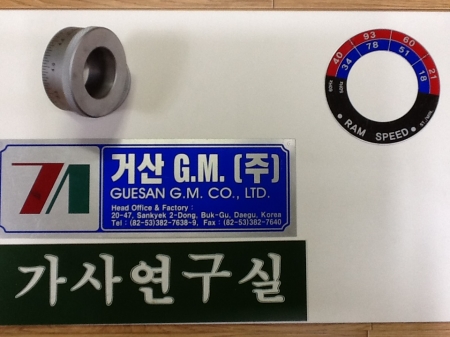 거산 G.M. (주)
GUESAN G.M. CO., LTD.
Head Office & Factory :
20-47, Sankyek 2-Dong, Buk-Gu, Daegu, Korea
Tel : (82-53)382-7638-9, Fax : (82-53)382-7640
가사연구실
40 93 60 21
34 78 51 18
60Hz 50Hz
RAM SPEED